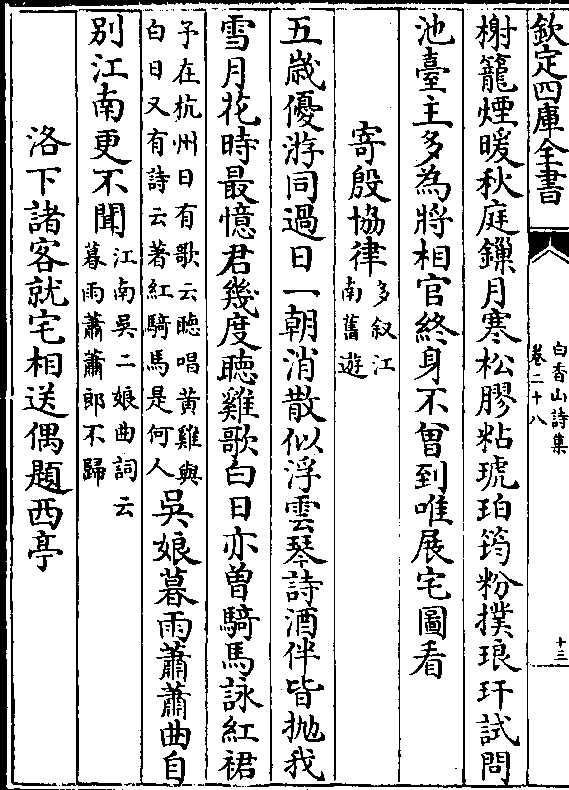 欽定四庫全書
白香山詩集
卷二十八
十三
榭籠煙暖秋庭鏁月寒松膠粘琥珀筠粉撲琅玕試問
池臺主多為將相官終身不曾到唯展宅圖看
寄殷協律
多叙江
南舊遊
五歳優游同過日一朝消散似浮雲琴詩酒伴皆抛我
雪月花時最憶君幾度聴雞歌白日亦曽騎馬詠紅裙
予在杭州日有歌云聴唱黄雞與
白日又有詩云著紅騎馬是何人
吳娘暮雨蕭蕭曲自
别江南更不聞
江南吳二娘曲詞云
暮雨蕭蕭郎不歸
洛下諸客就宅相送偶題西亭